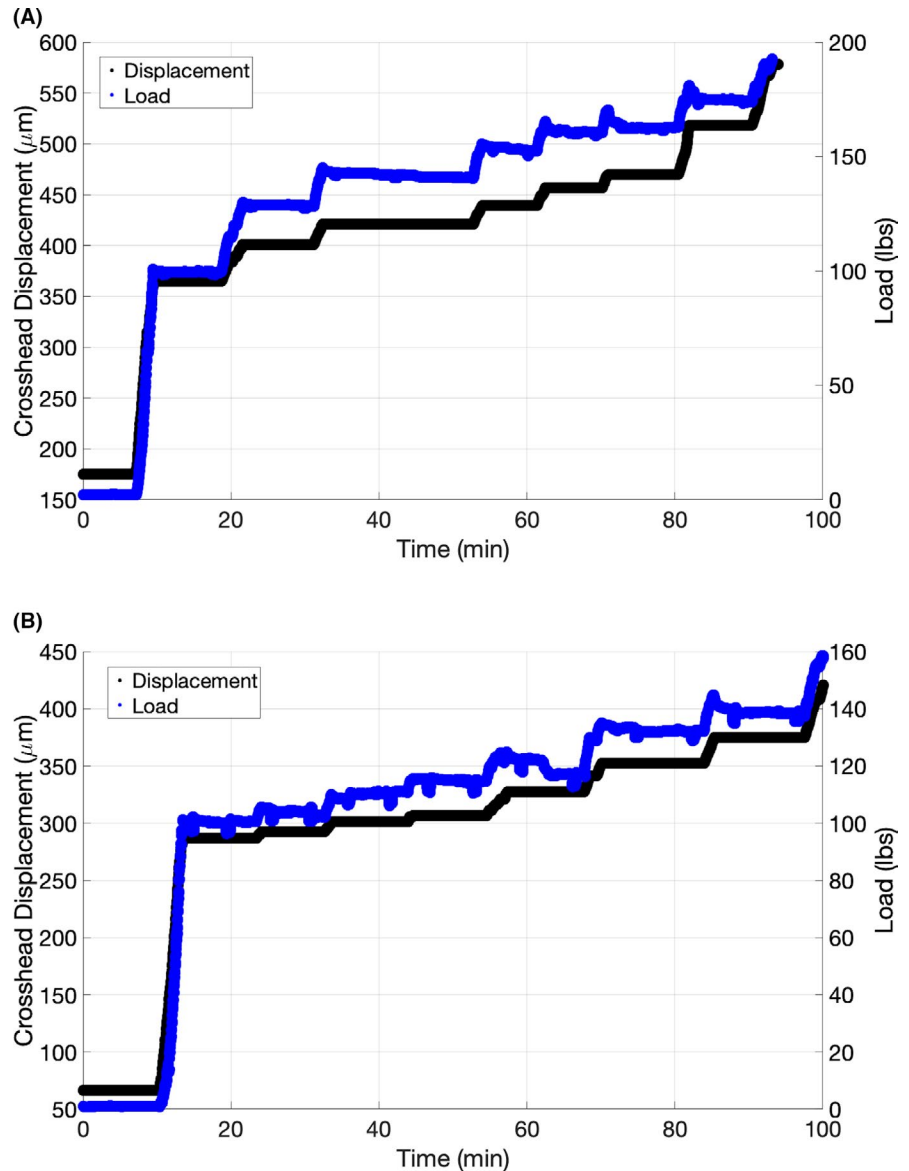 (A)
600
550
500
450
400
350
300
250
200
150
Crosshead Displacement (μm)
Displacement
Load
200
150
100
50
0
Load (lbs)
0 20 40 60 80 100
Time (min)
(B)
450
400
350
300
250
200
150
100
50
Crosshead Displacement (μm)
Displacement
Load
160
140
120
100
80
60
40
20
0
Load (lbs)
0 20 40 60 80 100
Time (min)